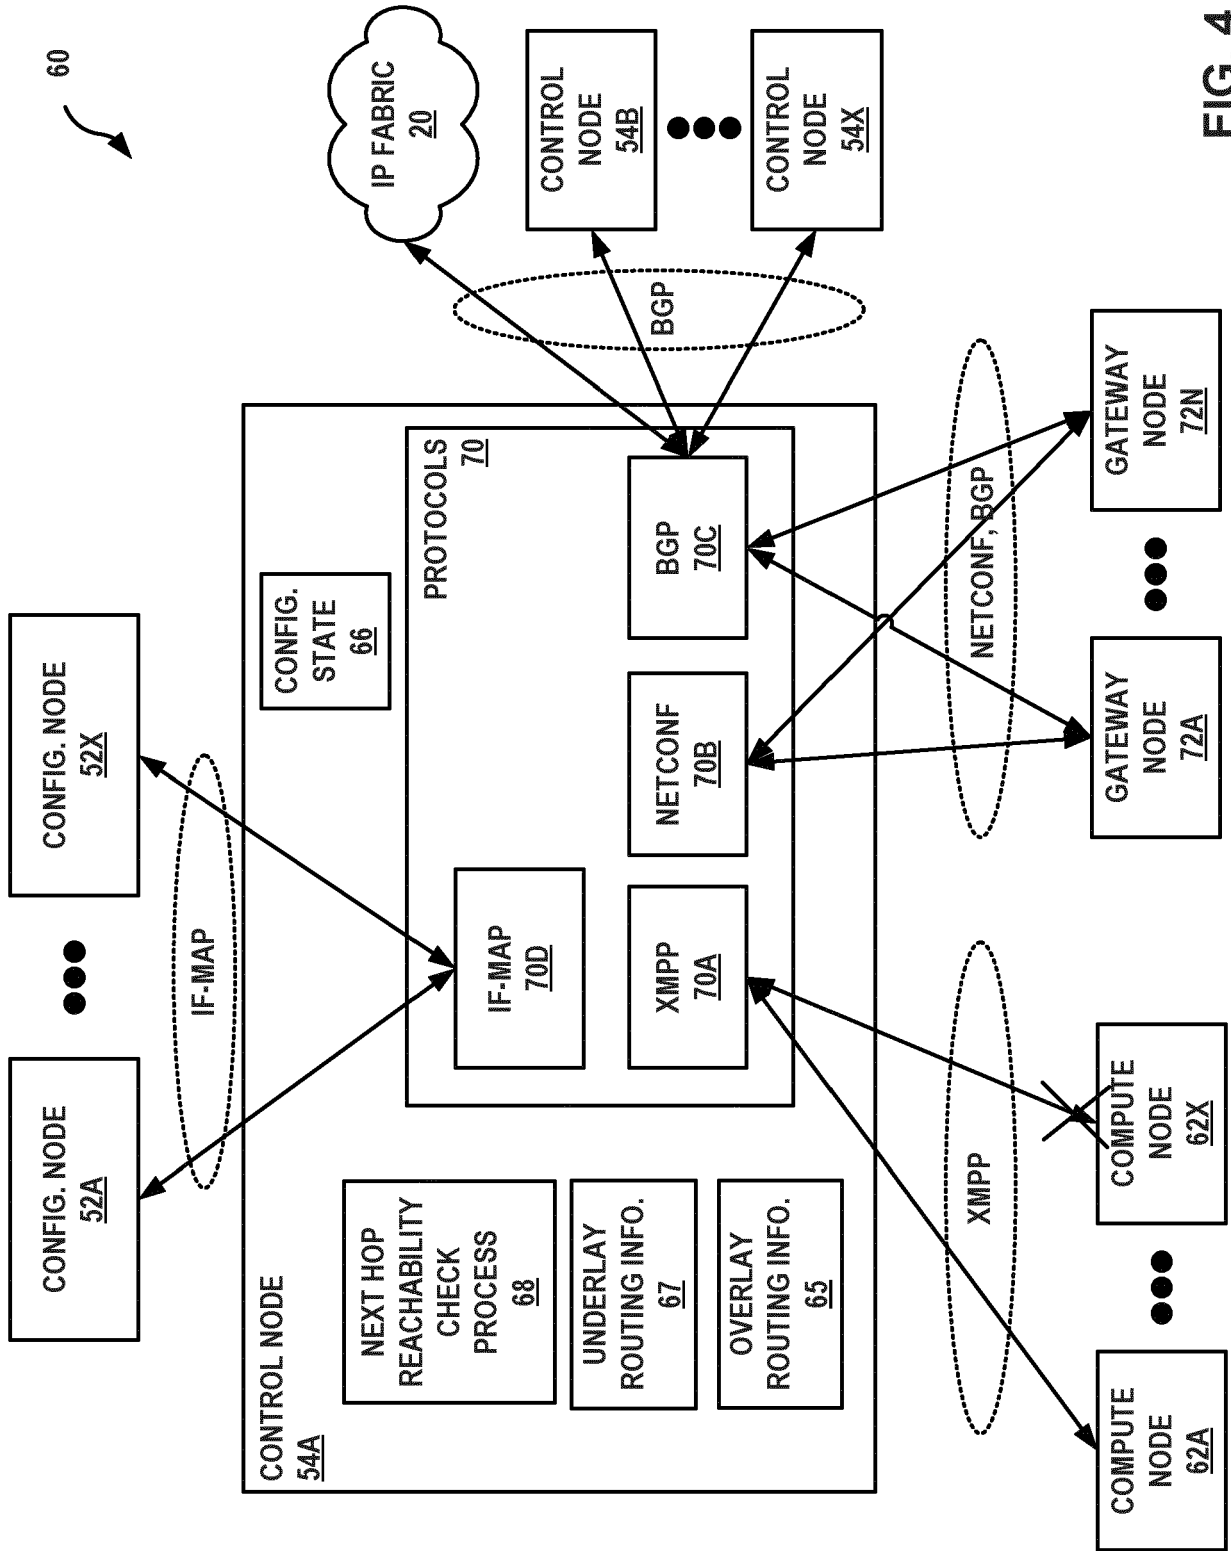 60
CONFIG. NODE
52A
CONFIG. NODE
52X
IF-MAP
CONTROL NODE
54A
NEXT HOP
REACHABILITY
CHECK
PROCESS
68
UNDERLAY
ROUTING INFO.
67
OVERLAY
ROUTING INFO.
65
CONFIG.
STATE
66
PROTOCOLS
70
IF-MAP
70D
XMPP
70A
NETCONF
70B
BGP
70C
IP FABRIC
20
BGP
CONTROL
NODE
54B
CONTROL
NODE
54X
XMPP
NETCONF, BGP
COMPUTE
NODE
62A
COMPUTE
NODE
62X
GATEWAY
NODE
72A
GATEWAY
NODE
72N
FIG. 4